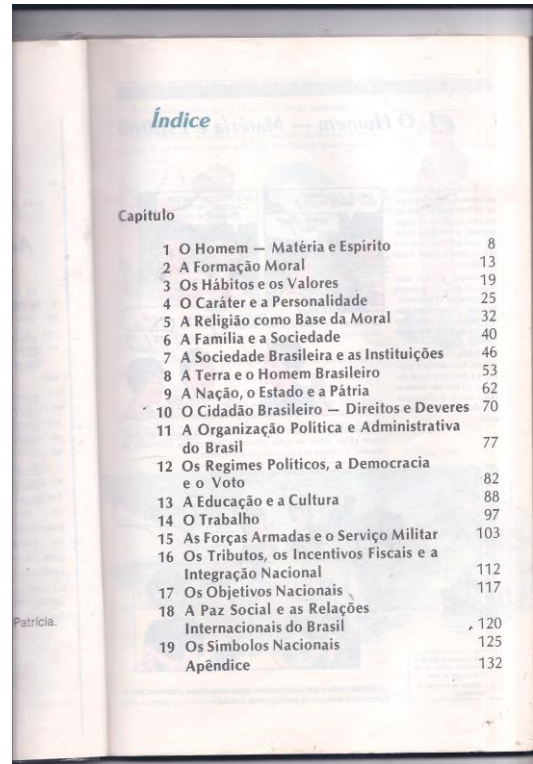 Índice
Capítulo
1 O Homem — Matéria e Espírito 8
2 A Formação Moral 13
3 Os Hábitos e os Valores 19
4 O Caráter e a Personalidade 25
5 A Religião como Base da Moral 32
6 A Família e a Sociedade 40
7 A Sociedade Brasileira e as Instituições 46
8 A Terra e o Homem Brasileiro 53
9 A Nação, o Estado e a Pátria 62
10 O Cidadão Brasileiro — Direitos e Deveres 70
11 A Organização Política e Administrativa
do Brasil 77
12 Os Regimes Políticos, a Democracia
e o Voto 82
13 A Educação e a Cultura 88
14 O Trabalho 97
15 As Forças Armadas e o Serviço Militar 103
16 Os Tributos, os Incentivos Fiscais e a
Integração Nacional 112
17 Os Objetivos Nacionais 117
18 A Paz Social e as Relações
Internacionais do Brasil 120
19 Os Símbolos Nacionais 125
Apêndice 132
Patrícia.